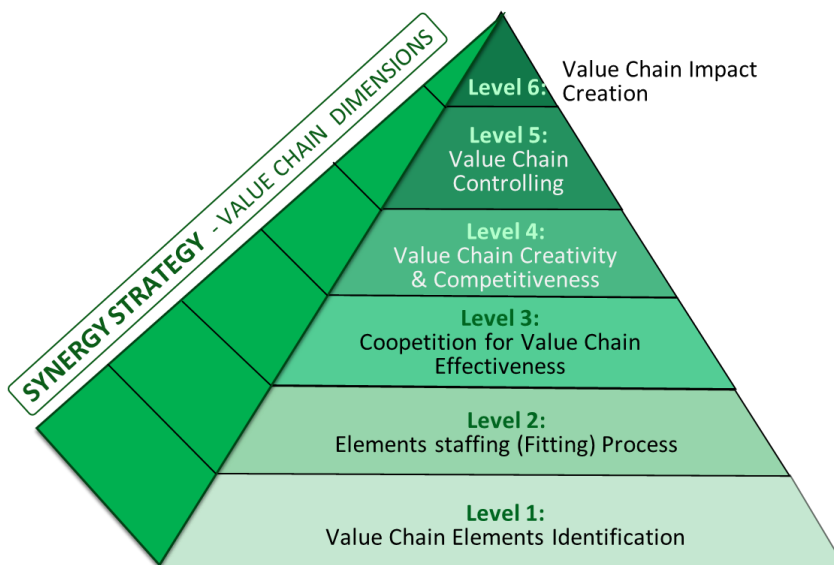 SYNERGY STRATEGY - VALUE CHAIN DIMENSIONS
Level 6:
Value Chain Impact
Creation
Level 5:
Value Chain
Controlling
Level 4:
Value Chain Creativity
& Competitiveness
Level 3:
Coopetition for Value Chain
Effectiveness
Level 2:
Elements staffing (Fitting) Process
Level 1:
Value Chain Elements Identification